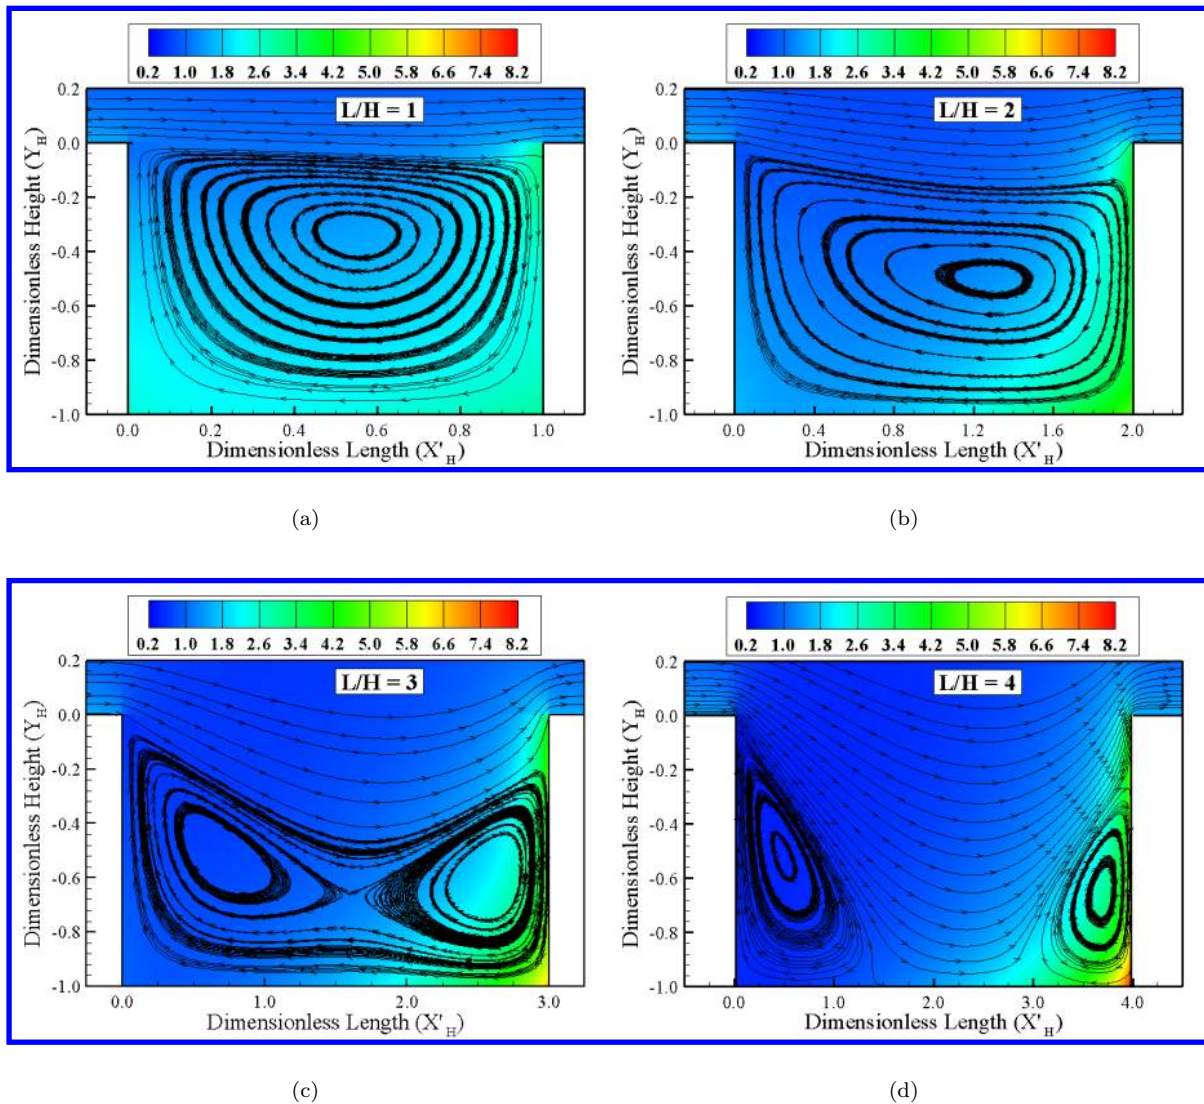 0.2 1.0 1.8 2.6 3.4 4.2 5.0 5.8 6.6 7.4 8.2
L/H = 1
Dimensionless Height (Y_H)
0.2
0.0
-0.2
-0.4
-0.6
-0.8
-1.0
0.0 0.2 0.4 0.6 0.8 1.0
Dimensionless Length (X'_H)
(a)
0.2 1.0 1.8 2.6 3.4 4.2 5.0 5.8 6.6 7.4 8.2
L/H = 2
Dimensionless Height (Y_H)
0.2
0.0
-0.2
-0.4
-0.6
-0.8
-1.0
0.0 0.4 0.8 1.2 1.6 2.0
Dimensionless Length (X'_H)
(b)
0.2 1.0 1.8 2.6 3.4 4.2 5.0 5.8 6.6 7.4 8.2
L/H = 3
Dimensionless Height (Y_H)
0.2
0.0
-0.2
-0.4
-0.6
-0.8
-1.0
0.0 1.0 2.0 3.0
Dimensionless Length (X'_H)
(c)
0.2 1.0 1.8 2.6 3.4 4.2 5.0 5.8 6.6 7.4 8.2
L/H = 4
Dimensionless Height (Y_H)
0.2
0.0
-0.2
-0.4
-0.6
-0.8
-1.0
0.0 1.0 2.0 3.0 4.0
Dimensionless Length (X'_H)
(d)